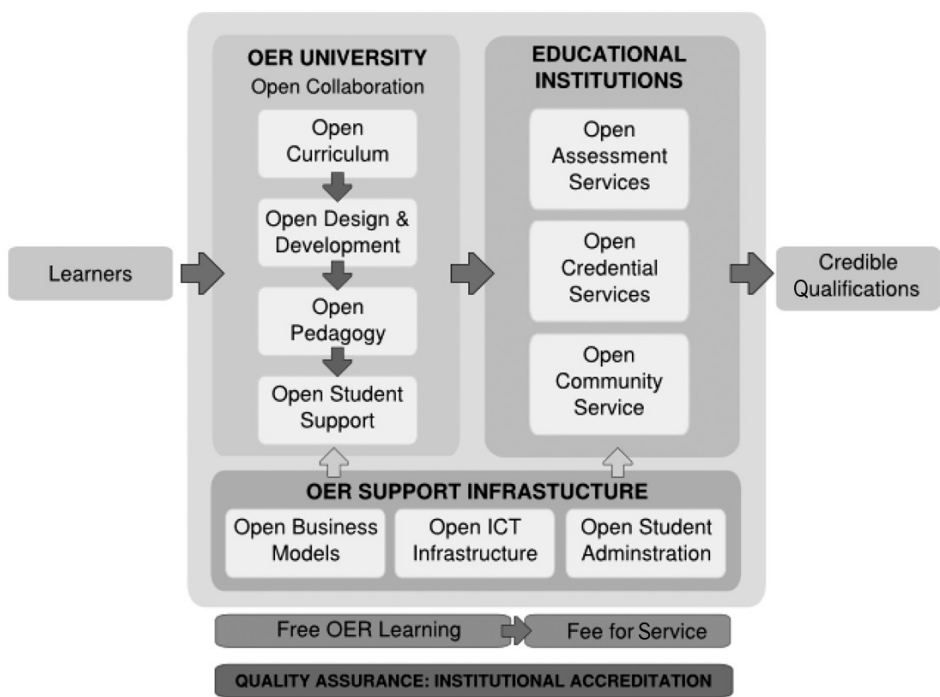 OER UNIVERSITY
Open Collaboration
Open
Curriculum
Open Design &
Development
Open
Pedagogy
Open Student
Support
EDUCATIONAL
INSTITUTIONS
Open
Assessment
Services
Open
Credential
Services
Open
Community
Service
Learners
Credible
Qualifications
OER SUPPORT INFRASTUCTURE
Open Business
Models
Open ICT
Infrastructure
Open Student
Adminstration
Free OER Learning
Fee for Service
QUALITY ASSURANCE: INSTITUTIONAL ACCREDITATION